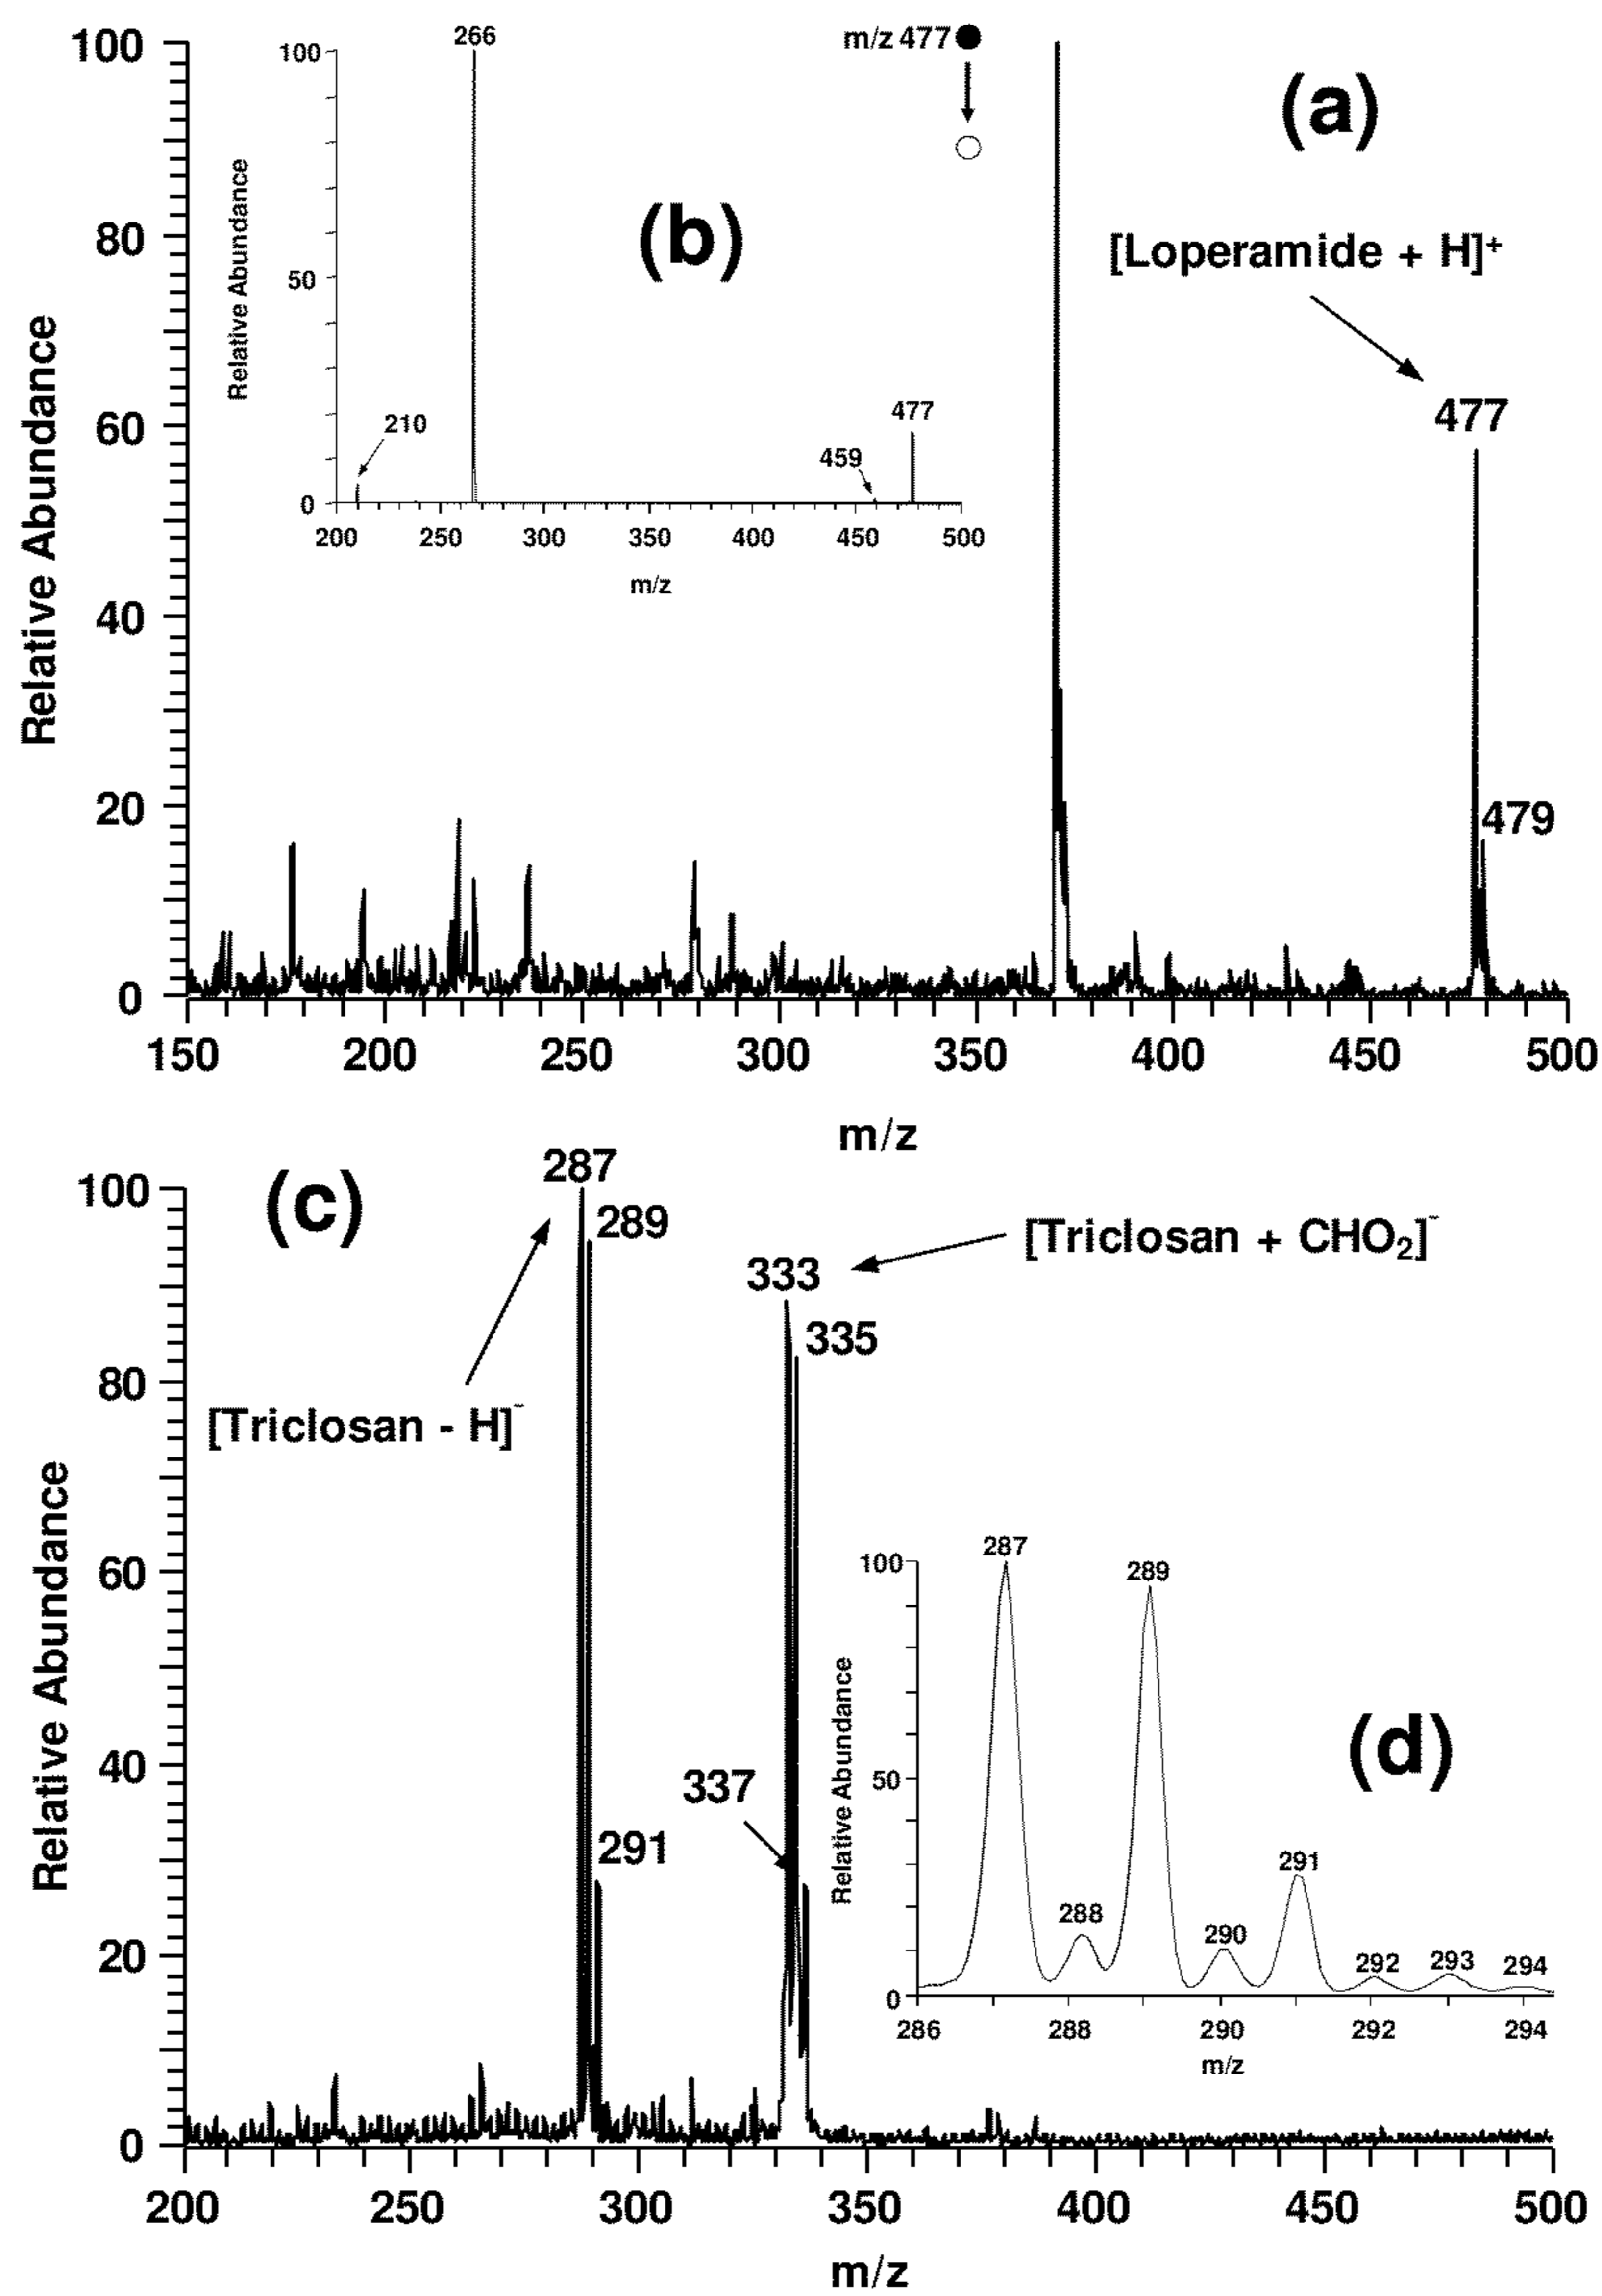 m/z 477
(a)
[Loperamide + H]+
477
479
100
80
60
40
20
0
Relative Abundance
150 200 250 300 350 400 450 500
m/z
(b)
266
210
459
477
100
50
0
Relative Abundance
200 250 300 350 400 450 500
m/z
(c)
287
289
[Triclosan + CHO2]-
333
335
[Triclosan - H]-
337
291
100
80
60
40
20
0
Relative Abundance
200 250 300 350 400 450 500
m/z
(d)
287
289
288
290
291
292
293
294
100
50
0
Relative Abundance
286 288 290 292 294
m/z